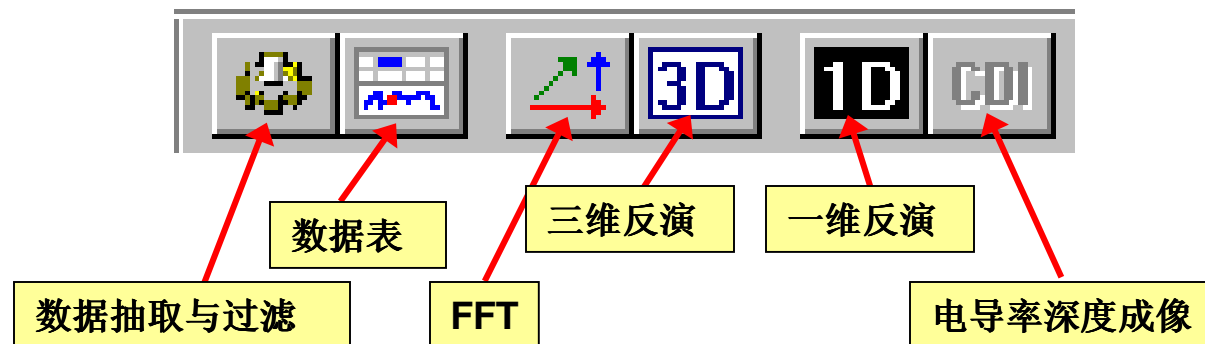 3D
1D
CDI
数据表
三维反演
一维反演
数据抽取与过滤
FFT
电导率深度成像